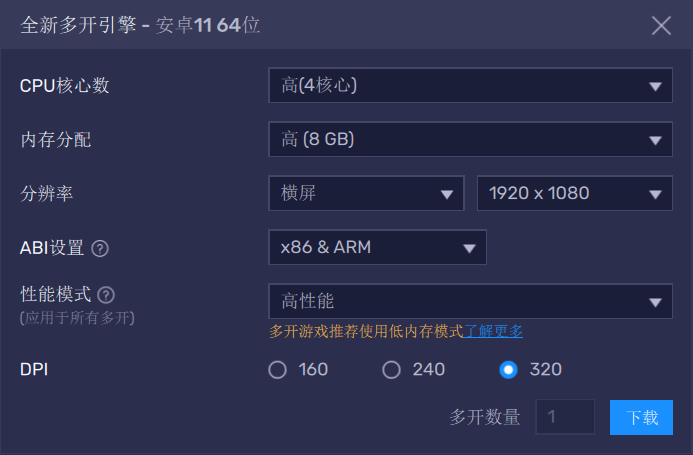 全新多开引擎 - 安卓11 64位
CPU核心数 高(4核心)
内存分配 高 (8 GB)
分辨率 横屏 1920 x 1080
ABI设置 ? x86 & ARM
性能模式 ? 高性能
(应用于所有多开)
多开游戏推荐使用低内存模式了解更多
DPI 160 240 320
多开数量 1 下载